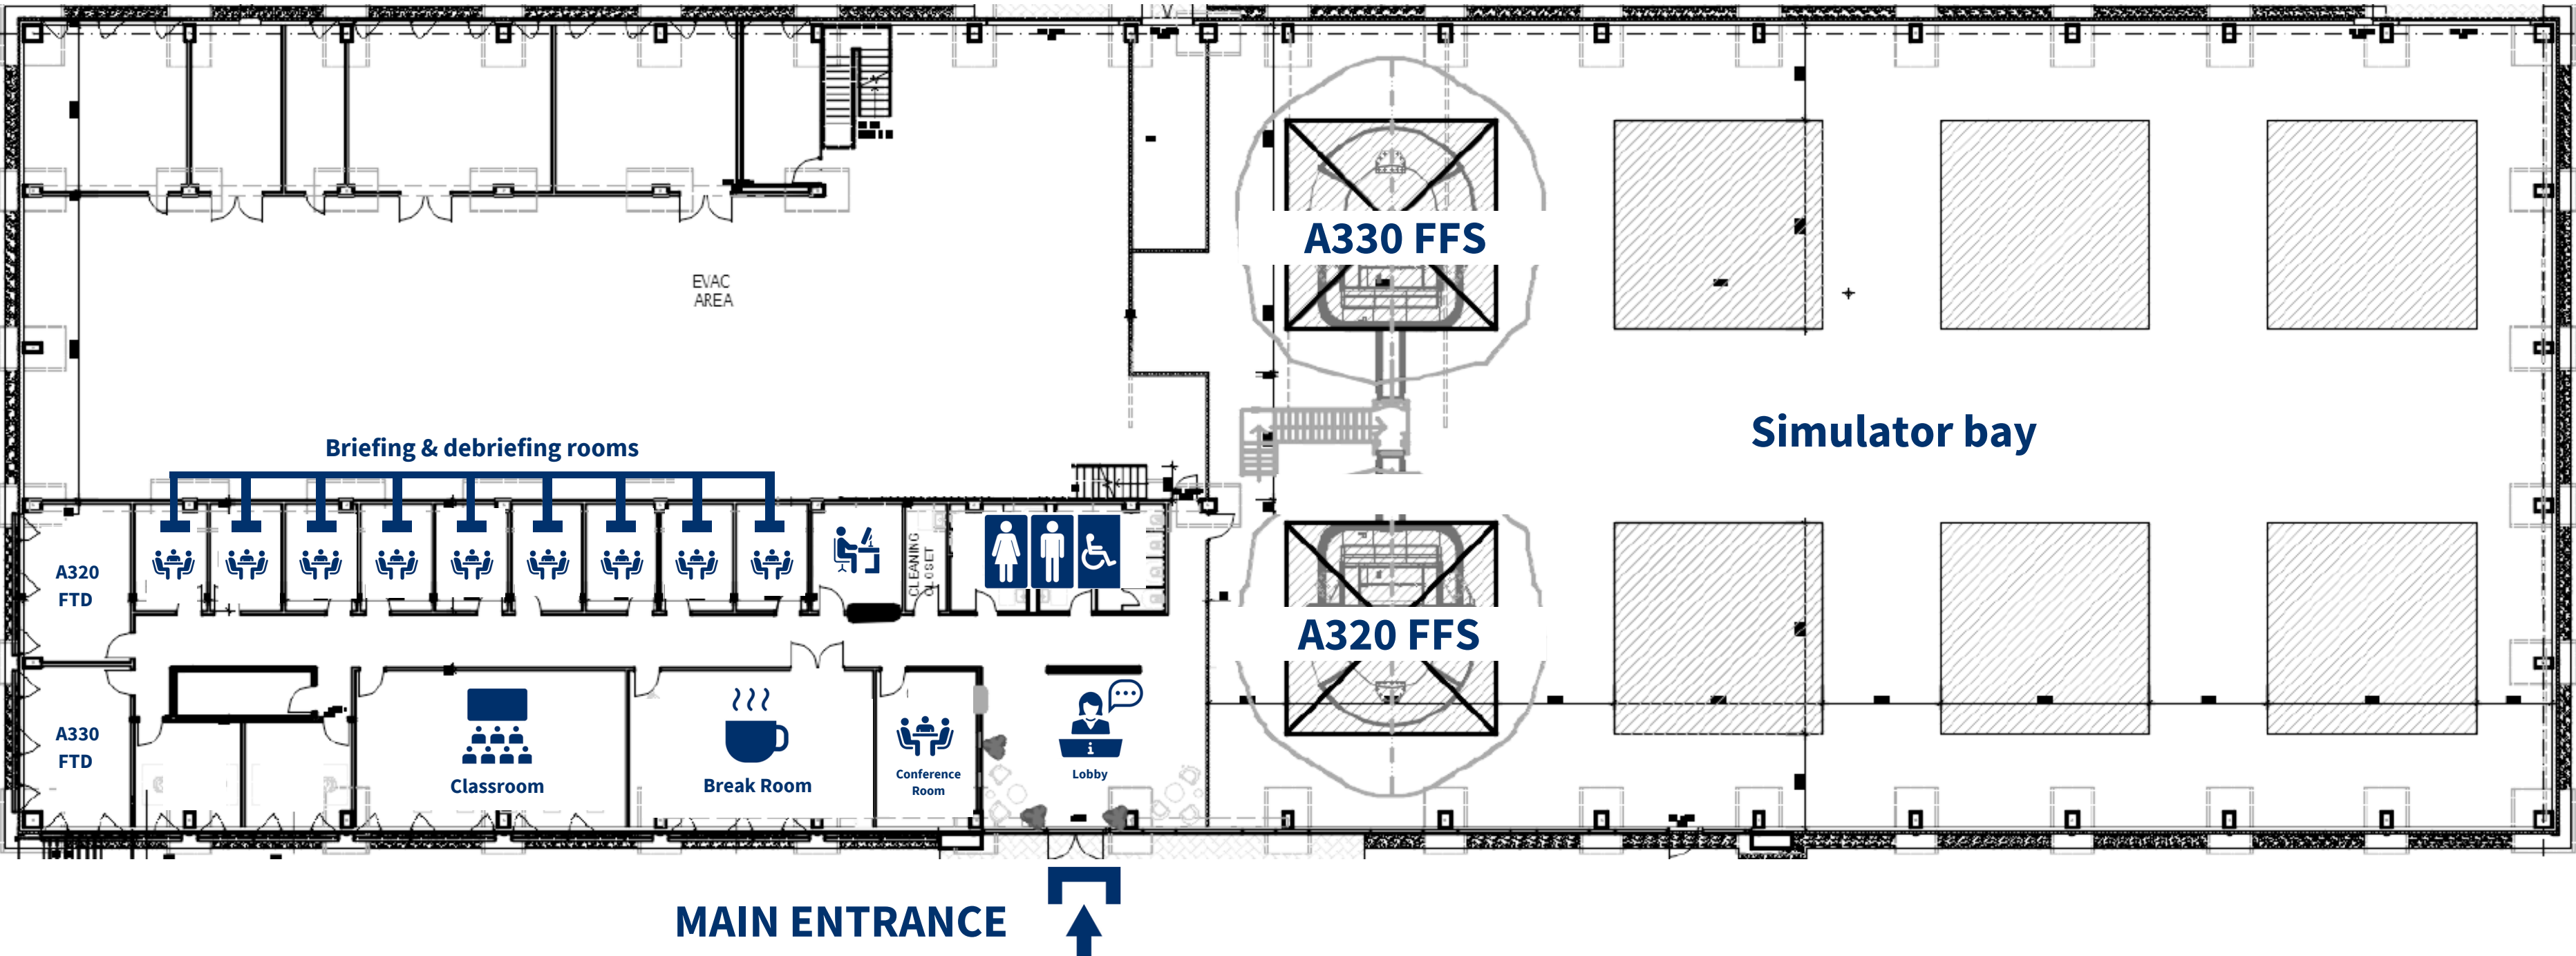 A330 FFS
EVAC
AREA
Simulator bay
Briefing & debriefing rooms
A320
FTD
CLEANING
CLOSET
A320 FFS
A330
FTD
Classroom
Break Room
Conference
Room
i
Lobby
MAIN ENTRANCE